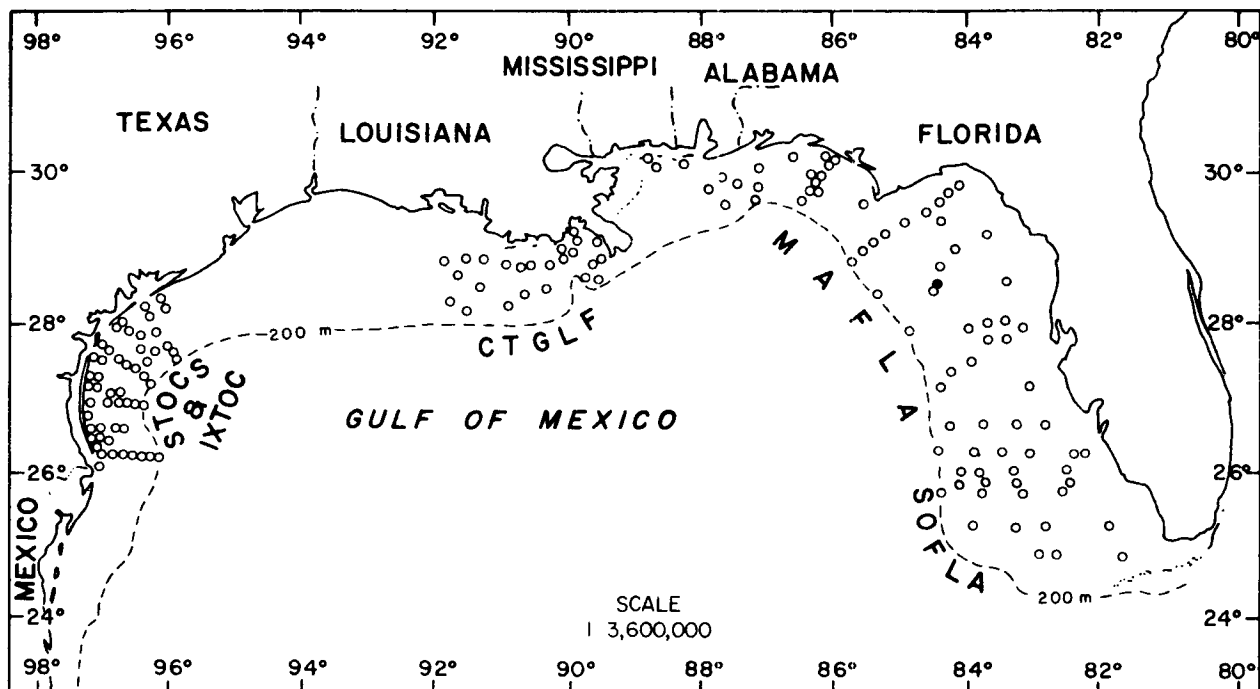 98° 96° 94° 92° 90° 88° 86° 84° 82° 80°
MISSISSIPPI ALABAMA
TEXAS LOUISIANA FLORIDA
30° 30°
MAFLA
28° 200 m 28°
CTGLF
STOCS
& IXTOC
GULF OF MEXICO
26° 26°
SOFLA
MEXICO
200 m
SCALE
24° 24°
1 3,600,000
98° 96° 94° 92° 90° 88° 86° 84° 82° 80°